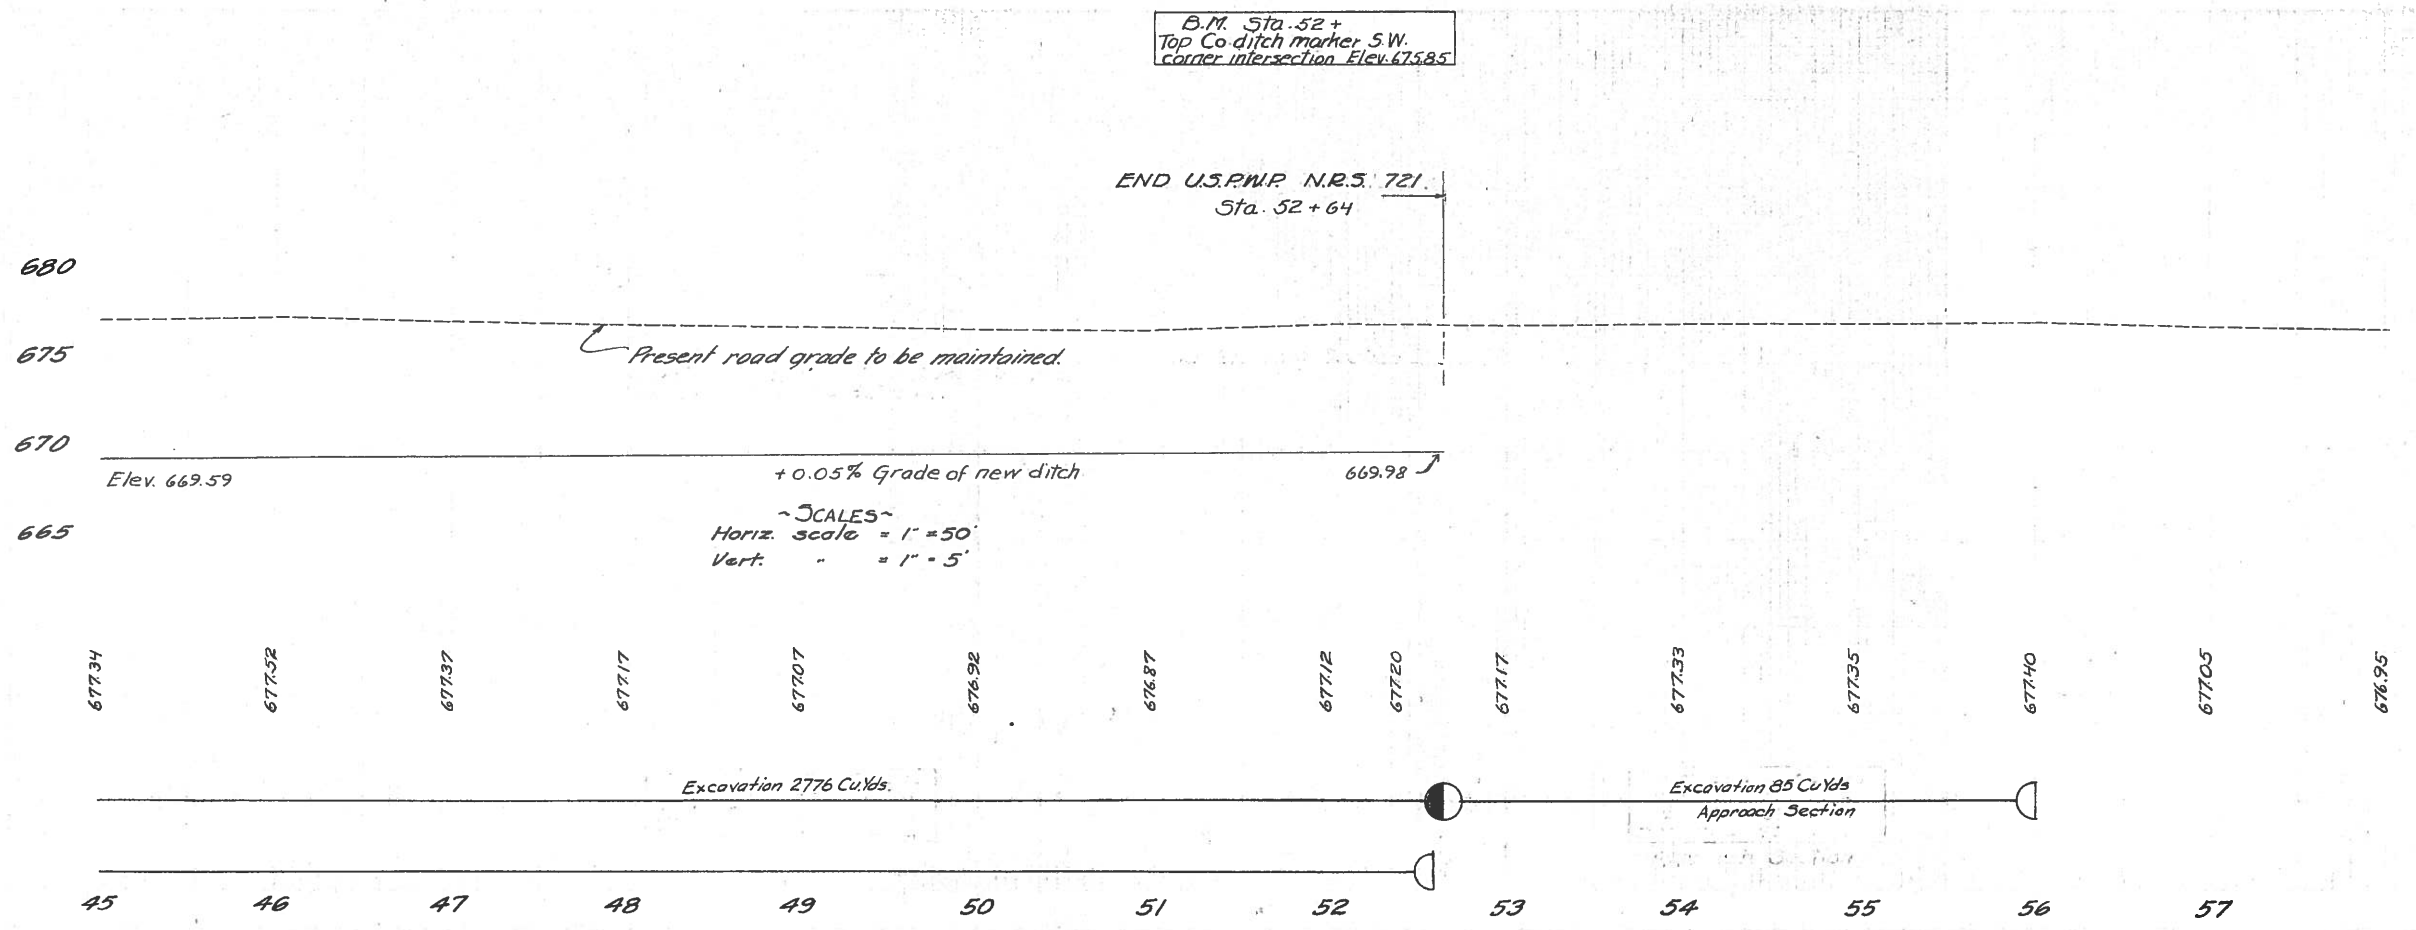 B.M. Sta. 52 +
Top Co. ditch marker S.W.
corner intersection Elev. 675.85
END U.S.P.W.P. N.R.S. 721.
Sta. 52 + 64
680
675
Present road grade to be maintained.
670
Elev. 669.59
+0.05% Grade of new ditch
669.98
665
~SCALES~
Horiz. scale = 1" = 50'
Vert. " = 1" = 5'
677.34 677.52 677.37 677.17 677.07 676.92 676.87 677.12 677.20 677.17 677.33 677.35 677.40 677.05 676.95
Excavation 2776 Cu.Yds.
Excavation 85 Cu Yds
Approach Section
45 46 47 48 49 50 51 52 53 54 55 56 57